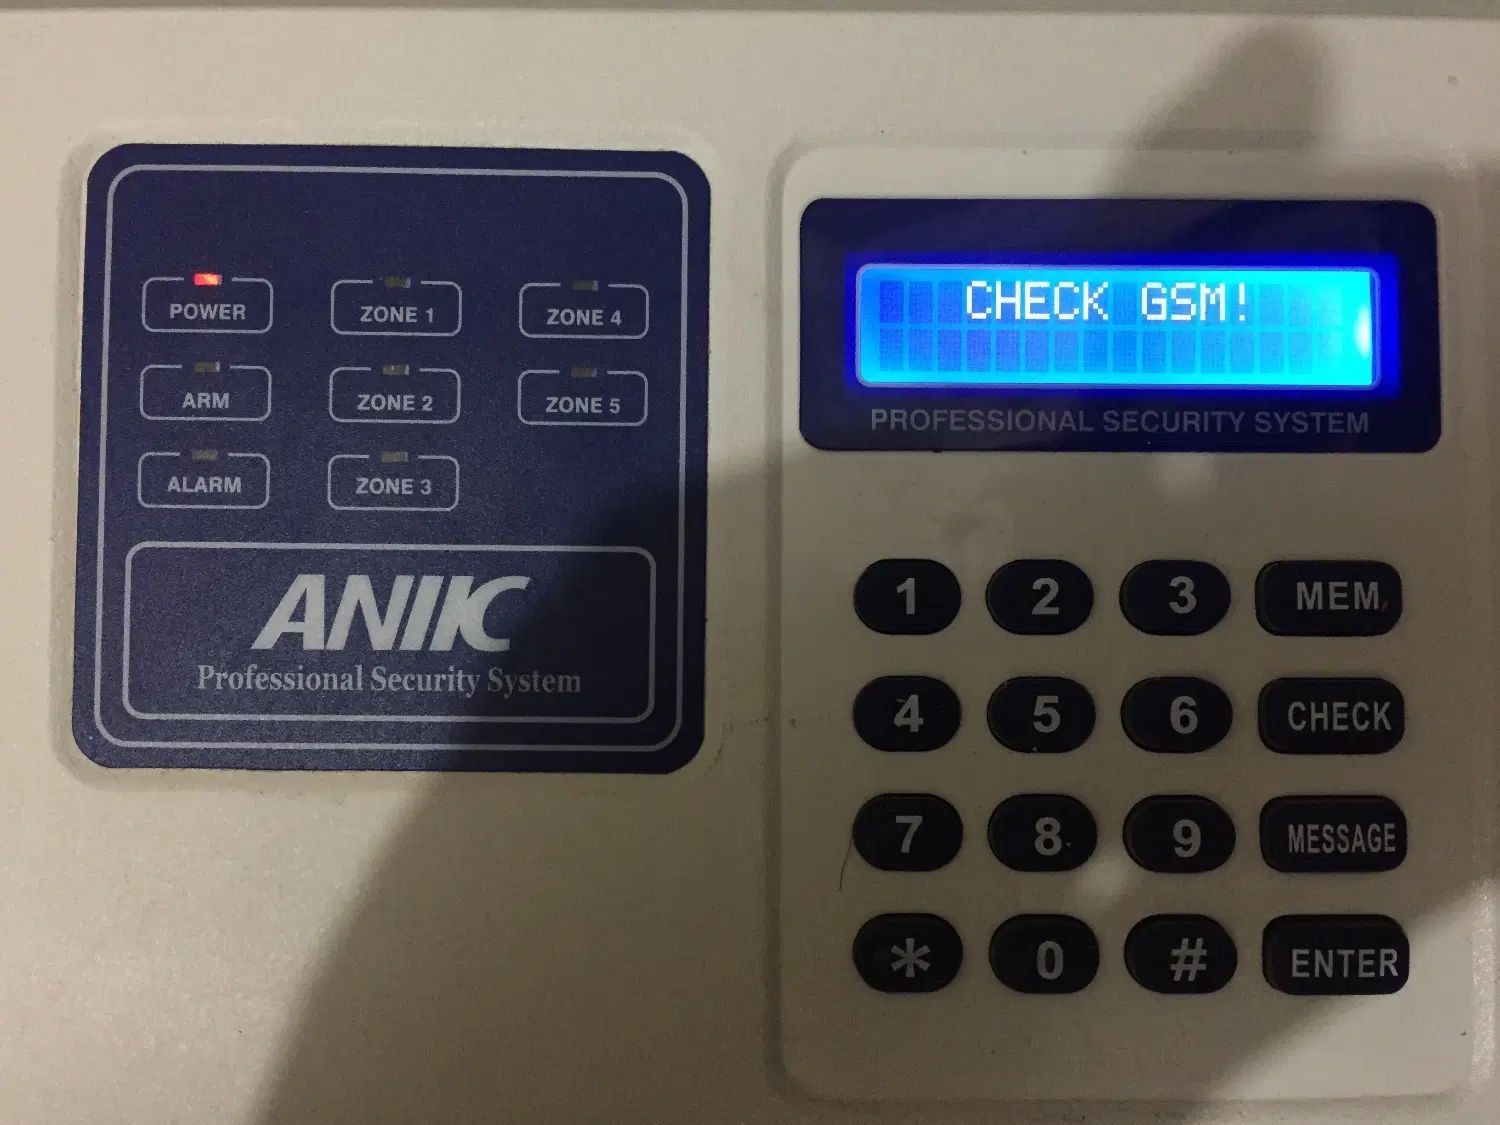 POWER
ZONE 1
ZONE 4
ARM
ZONE 2
ZONE 5
ALARM
ZONE 3
ANIK
Professional Security System
CHECK GSM!
PROFESSIONAL SECURITY SYSTEM
1 2 3 MEM.
4 5 6 CHECK
7 8 9 MESSAGE
* 0 # ENTER